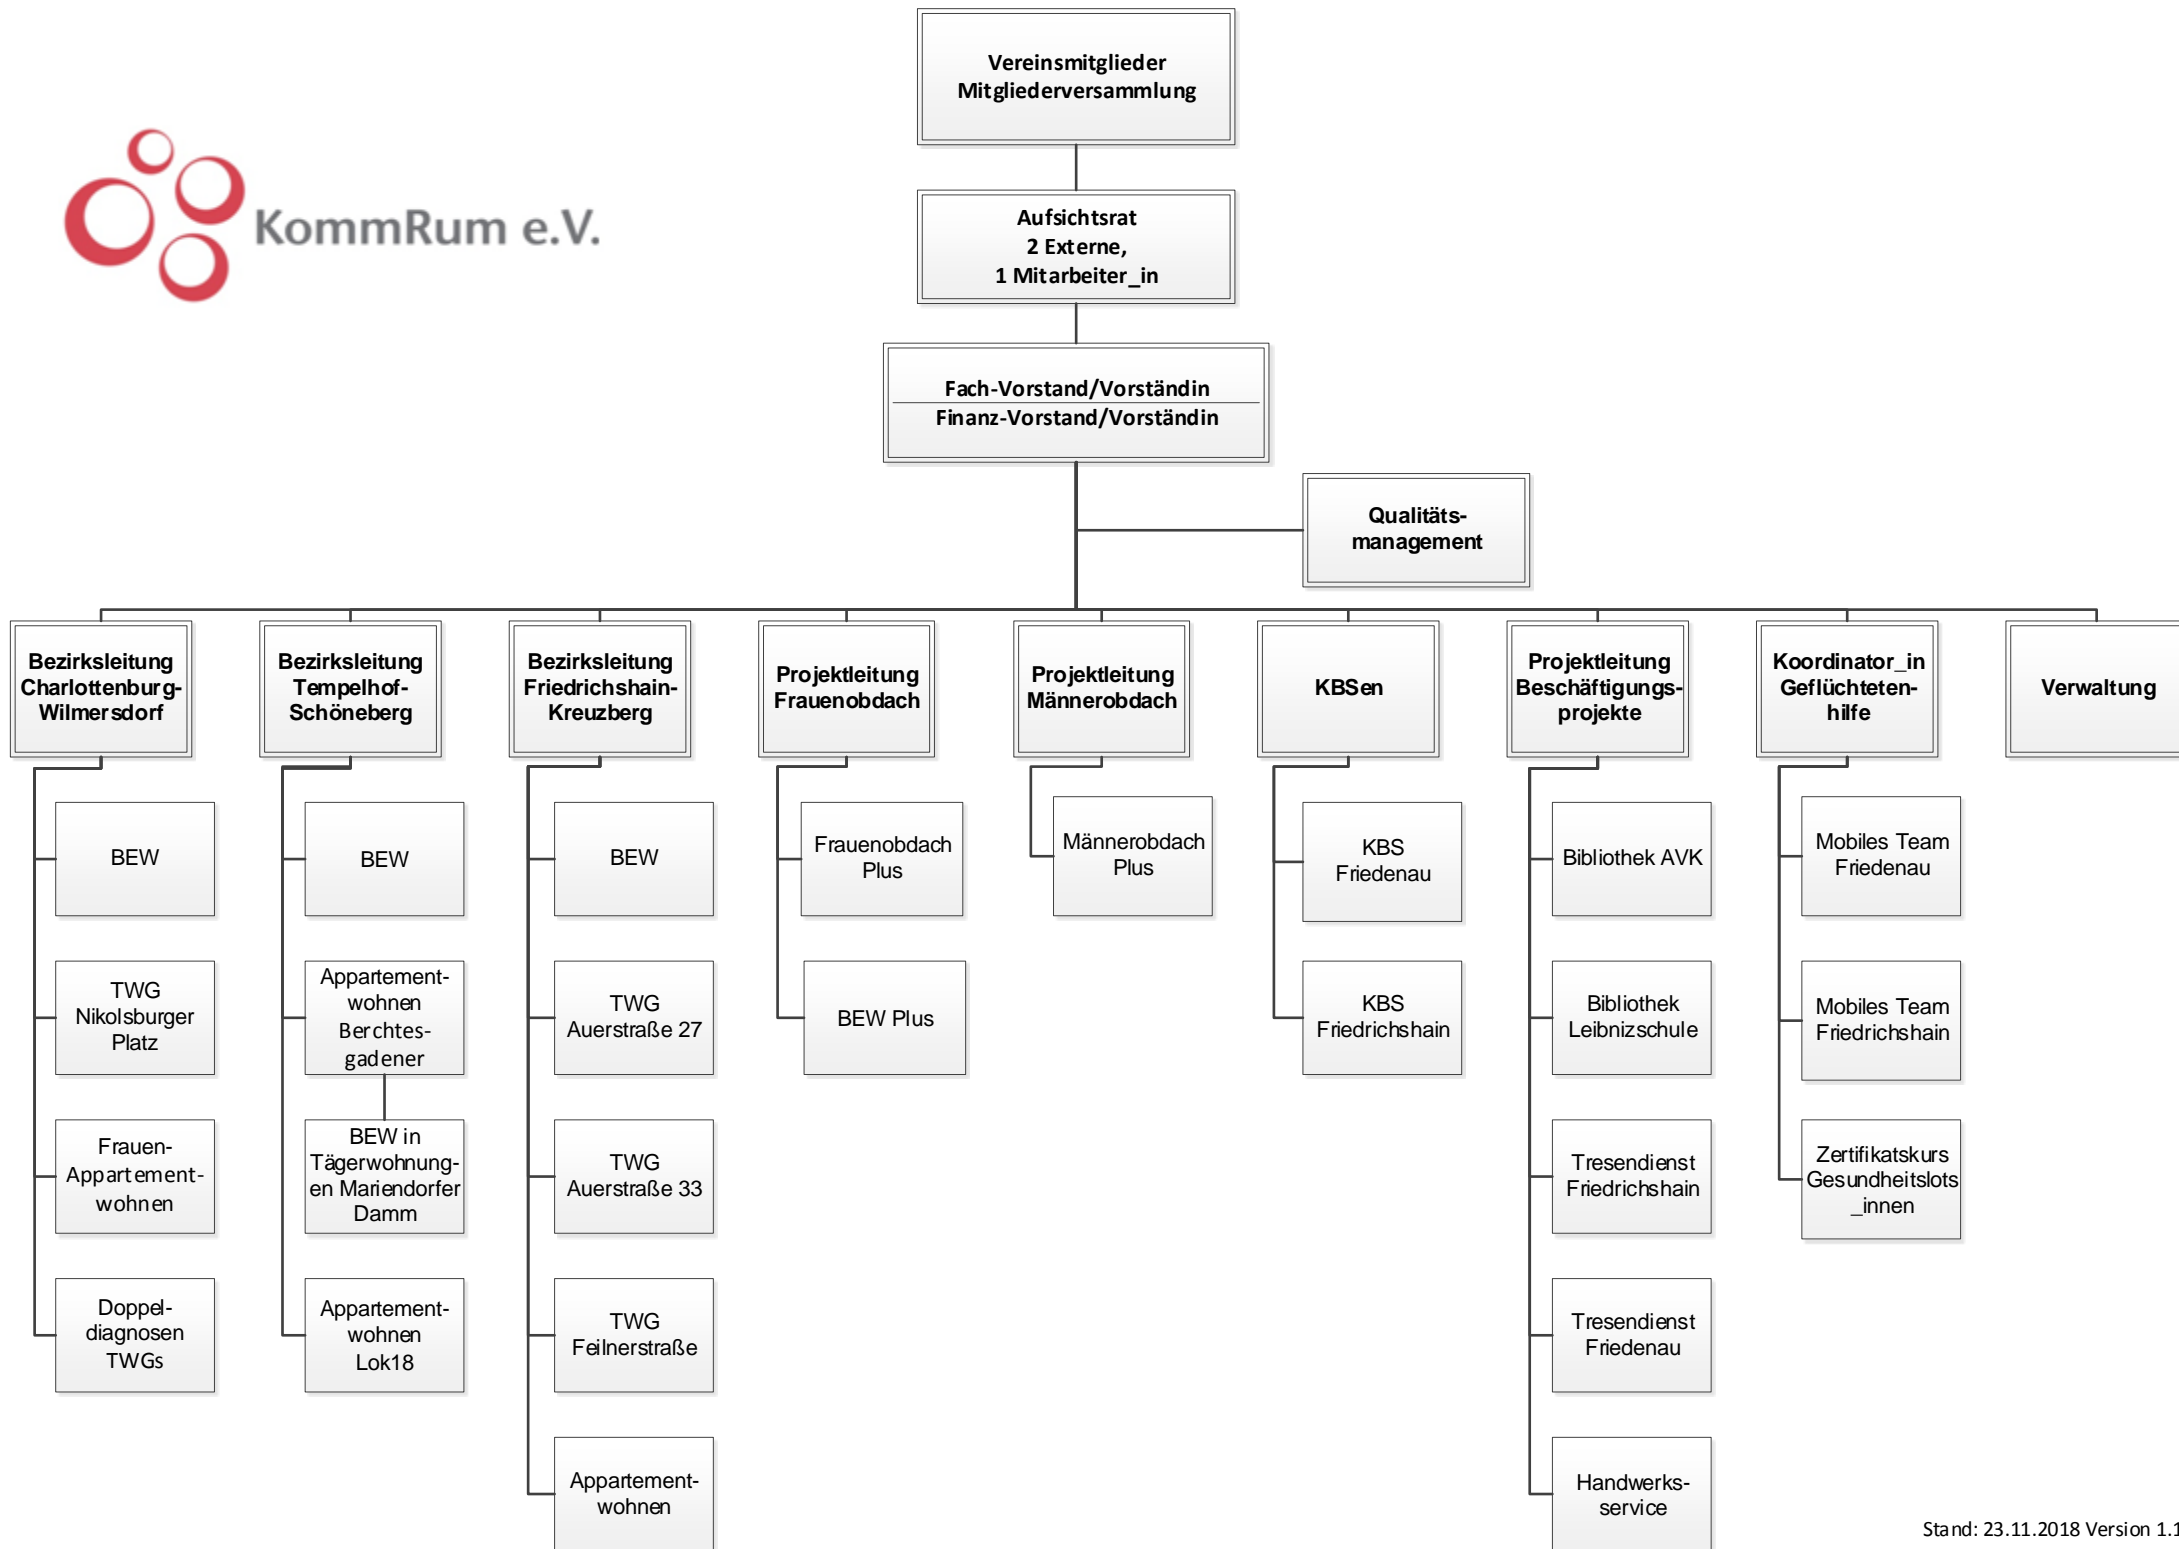 Vereinsmitglieder
Mitgliederversammlung
KommRum e.V.
Aufsichtsrat
2 Externe,
1 Mitarbeiter_in
Fach-Vorstand/Vorständin
Finanz-Vorstand/Vorständin
Qualitäts-
management
Bezirksleitung
Charlottenburg-
Wilmersdorf
Bezirksleitung
Tempelhof-
Schöneberg
Bezirksleitung
Friedrichshain-
Kreuzberg
Projektleitung
Frauenobdach
Projektleitung
Männerobdach
KBSen
Projektleitung
Beschäftigungs-
projekte
Koordinator_in
Geflüchteten-
hilfe
Verwaltung
BEW
TWG
Nikolsburger
Platz
Frauen-
Appartement-
wohnen
Doppel-
diagnosen
TWGs
BEW
Appartement-
wohnen
Berchtes-
gadener
BEW in
Tägerwohnung-
en Mariendorfer
Damm
Appartement-
wohnen
Lok18
BEW
TWG
Auerstraße 27
TWG
Auerstraße 33
TWG
Feilnerstraße
Appartement-
wohnen
Frauenobdach
Plus
BEW Plus
Männerobdach
Plus
KBS
Friedenau
KBS
Friedrichshain
Bibliothek AVK
Bibliothek
Leibnizschule
Tresendienst
Friedrichshain
Tresendienst
Friedenau
Handwerks-
service
Mobiles Team
Friedenau
Mobiles Team
Friedrichshain
Zertifikatskurs
Gesundheitslots
_innen
Stand: 23.11.2018 Version 1.1